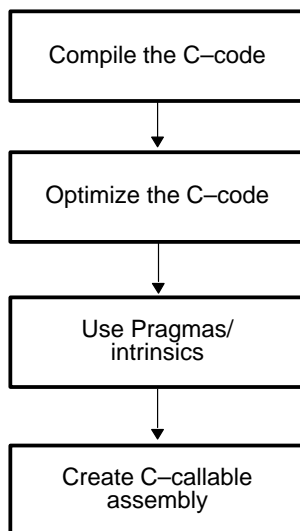 Compile the C–code
Optimize the C–code
Use Pragmas/
intrinsics
Create C–callable
assembly